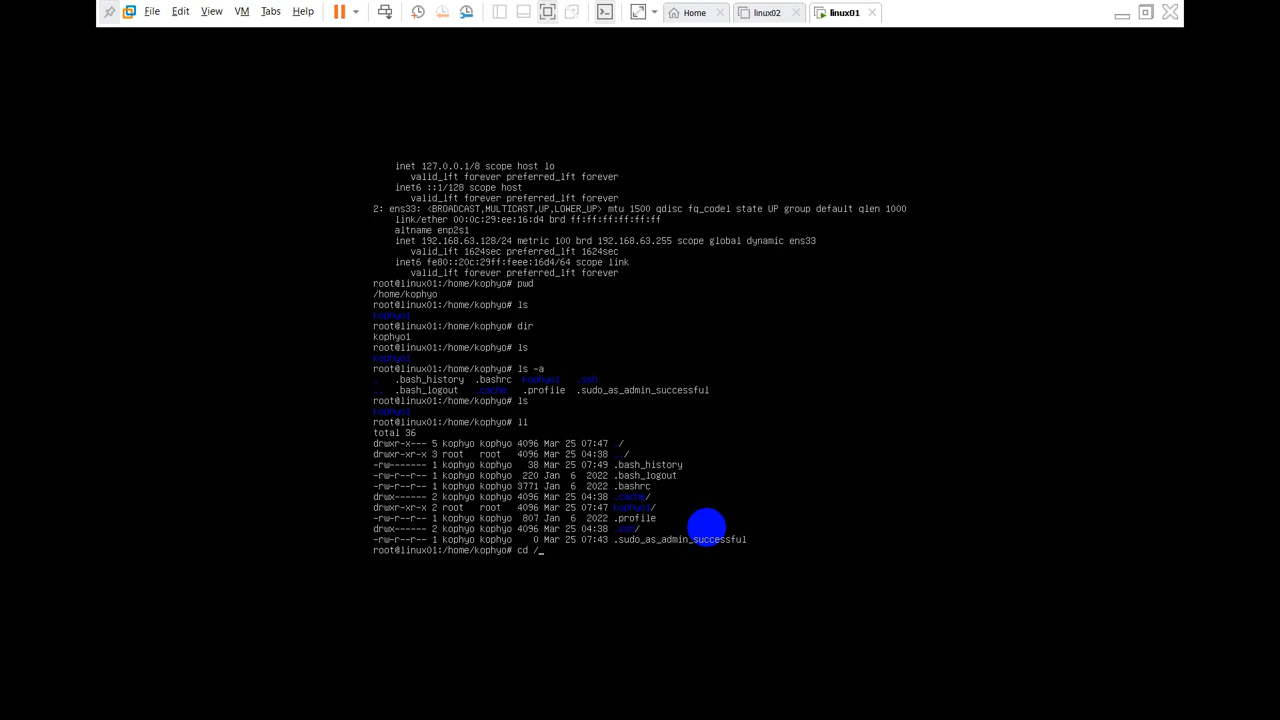 File Edit View VM Tabs Help Home linux02 linux01
inet 127.0.0.1/8 scope host lo
valid_lft forever preferred_lft forever
inet6 ::1/128 scope host
valid_lft forever preferred_lft forever
2: ens33: <BROADCAST,MULTICAST,UP,LOWER_UP> mtu 1500 qdisc fq_codel state UP group default qlen 1000
link/ether 00:0c:29:ee:16:d4 brd ff:ff:ff:ff:ff:ff
altname enp2s1
inet 192.168.63.128/24 metric 100 brd 192.168.63.255 scope global dynamic ens33
valid_lft 1624sec preferred_lft 1624sec
inet6 fe80::20c:29ff:feee:16d4/64 scope link
valid_lft forever preferred_lft forever
root@linux01:/home/kophyo# pwd
/home/kophyo
root@linux01:/home/kophyo# ls
kophyo1
root@linux01:/home/kophyo# dir
kophyo1
root@linux01:/home/kophyo# ls
kophyo1
root@linux01:/home/kophyo# ls -a
. .bash_history .bashrc kophyo1 .ssh
.. .bash_logout .cache .profile .sudo_as_admin_successful
root@linux01:/home/kophyo# ls
kophyo1
root@linux01:/home/kophyo# ll
total 36
drwxr-x--- 5 kophyo kophyo 4096 Mar 25 07:47 ./
drwxr-xr-x 3 root root 4096 Mar 25 04:38 ../
-rw------- 1 kophyo kophyo 38 Mar 25 07:49 .bash_history
-rw-r--r-- 1 kophyo kophyo 220 Jan 6 2022 .bash_logout
-rw-r--r-- 1 kophyo kophyo 3771 Jan 6 2022 .bashrc
drwx------ 2 kophyo kophyo 4096 Mar 25 04:38 .cache/
drwxr-xr-x 2 root root 4096 Mar 25 07:47 kophyo1/
-rw-r--r-- 1 kophyo kophyo 807 Jan 6 2022 .profile
drwx------ 2 kophyo kophyo 4096 Mar 25 04:38 .ssh/
-rw-r--r-- 1 kophyo kophyo 0 Mar 25 07:43 .sudo_as_admin_successful
root@linux01:/home/kophyo# cd /_